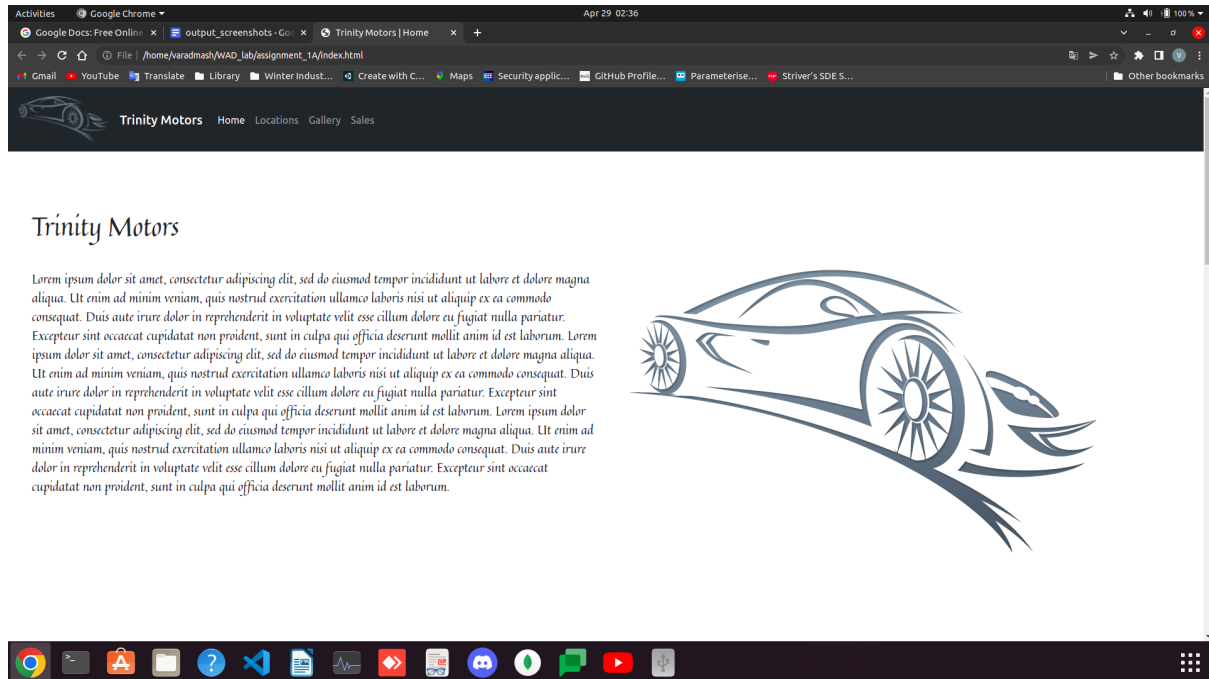 Activities Google Chrome Apr 29 02:36 100 %
Google Docs: Free Online output_screenshots - Goo Trinity Motors | Home
File /home/varadmash/WAD_lab/assignment_1A/index.html V
Gmail YouTube Translate Library Winter Indust... Create with C... Maps Security applic... GitHub Profile... Parameterise... Striver's SDE S... Other bookmarks
Trinity Motors Home Locations Gallery Sales
Trinity Motors
Lorem ipsum dolor sit amet, consectetur adipiscing elit, sed do eiusmod tempor incididunt ut labore et dolore magna
aliqua. Ut enim ad minim veniam, quis nostrud exercitation ullamco laboris nisi ut aliquip ex ea commodo
consequat. Duis aute irure dolor in reprehenderit in voluptate velit esse cillum dolore eu fugiat nulla pariatur.
Excepteur sint occaecat cupidatat non proident, sunt in culpa qui officia deserunt mollit anim id est laborum. Lorem
ipsum dolor sit amet, consectetur adipiscing elit, sed do eiusmod tempor incididunt ut labore et dolore magna aliqua.
Ut enim ad minim veniam, quis nostrud exercitation ullamco laboris nisi ut aliquip ex ea commodo consequat. Duis
aute irure dolor in reprehenderit in voluptate velit esse cillum dolore eu fugiat nulla pariatur. Excepteur sint
occaecat cupidatat non proident, sunt in culpa qui officia deserunt mollit anim id est laborum. Lorem ipsum dolor
sit amet, consectetur adipiscing elit, sed do eiusmod tempor incididunt ut labore et dolore magna aliqua. Ut enim ad
minim veniam, quis nostrud exercitation ullamco laboris nisi ut aliquip ex ea commodo consequat. Duis aute irure
dolor in reprehenderit in voluptate velit esse cillum dolore eu fugiat nulla pariatur. Excepteur sint occaecat
cupidatat non proident, sunt in culpa qui officia deserunt mollit anim id est laborum.